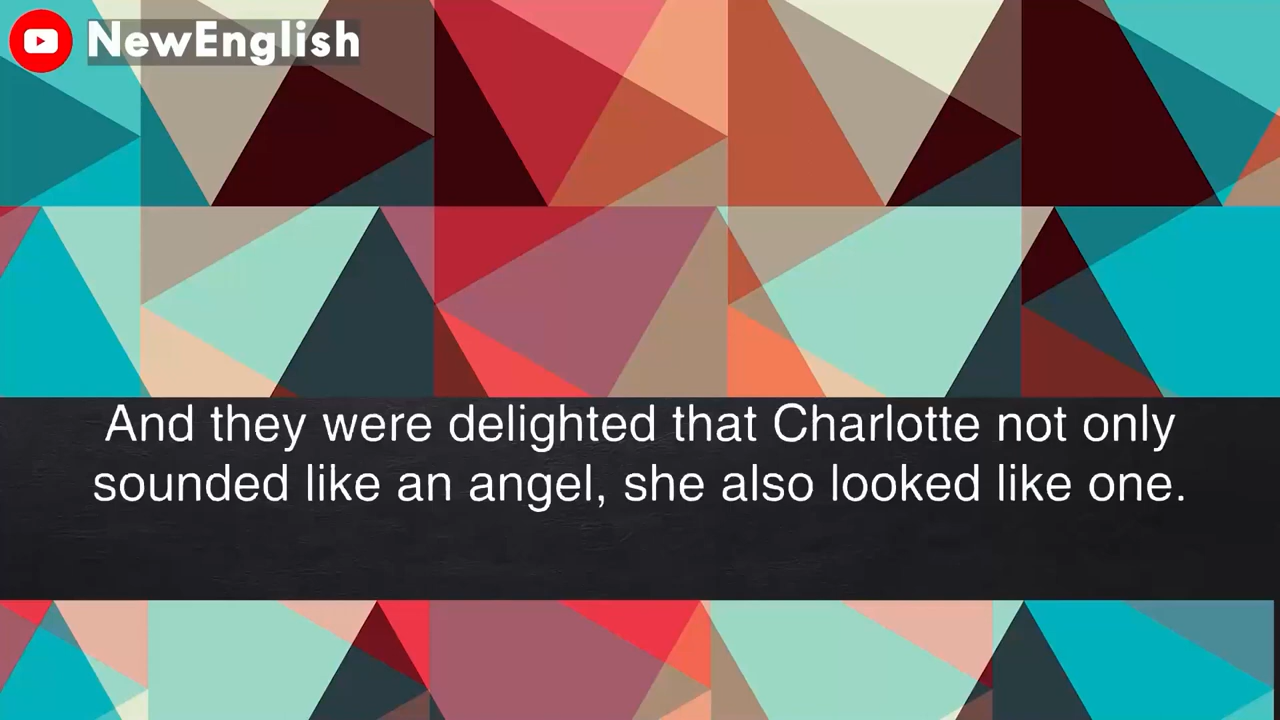 NewEnglish
And they were delighted that Charlotte not only
sounded like an angel, she also looked like one.